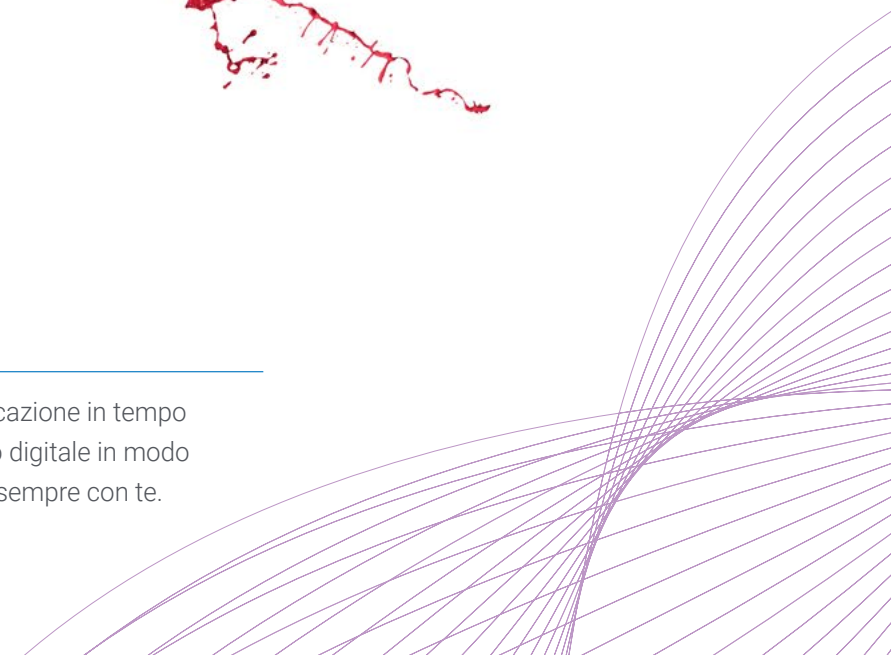 cazione in tempo
o digitale in modo
sempre con te.